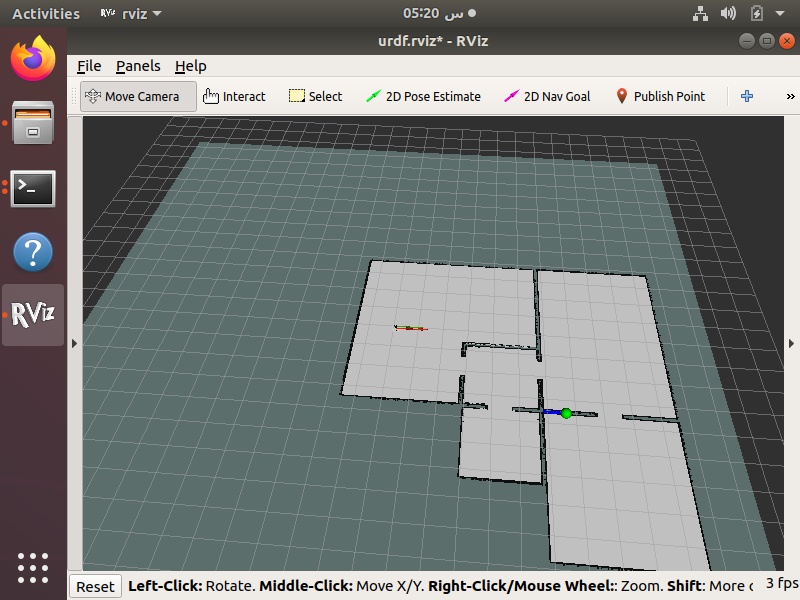 Activities RViz rviz 05:20 س
urdf.rviz* - RViz
File Panels Help
Move Camera Interact Select 2D Pose Estimate 2D Nav Goal Publish Point »
RViz
Reset Left-Click: Rotate. Middle-Click: Move X/Y. Right-Click/Mouse Wheel:: Zoom. Shift: More o 3 fps